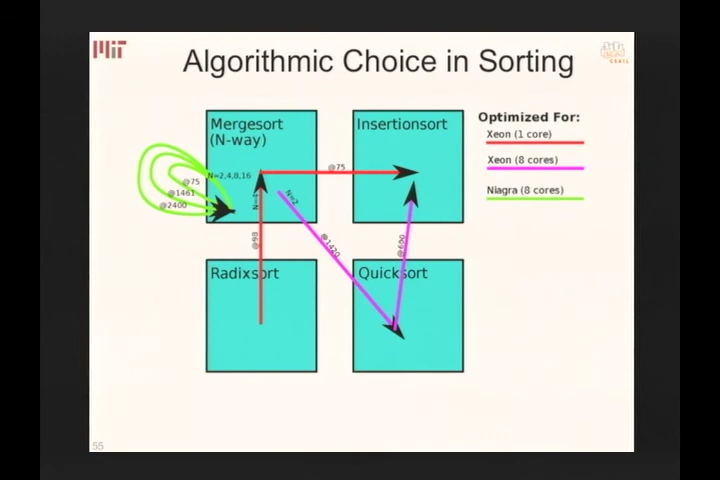 MIT
CSAIL
Algorithmic Choice in Sorting
Mergesort
(N-way)
Insertionsort
Optimized For:
Xeon (1 core)
Xeon (8 cores)
Niagra (8 cores)
N=2,4,8,16
@75
@75
@1461
@2400
N=4
N=2
@98
@1420
@600
Radixsort
Quicksort
55